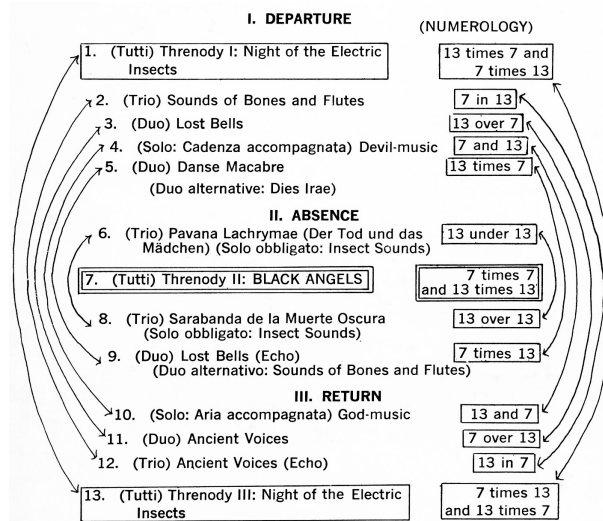 I. DEPARTURE
(NUMEROLOGY)
1. (Tutti) Threnody I: Night of the Electric
Insects
13 times 7 and
7 times 13
2. (Trio) Sounds of Bones and Flutes
7 in 13
3. (Duo) Lost Bells
13 over 7
4. (Solo: Cadenza accompagnata) Devil-music
7 and 13
5. (Duo) Danse Macabre
13 times 7
(Duo alternative: Dies Irae)
II. ABSENCE
6. (Trio) Pavana Lachrymae (Der Tod und das
Mädchen) (Solo obbligato: Insect Sounds)
13 under 13
7. (Tutti) Threnody II: BLACK ANGELS
7 times 7
and 13 times 13
8. (Trio) Sarabanda de la Muerte Oscura
(Solo obbligato: Insect Sounds)
13 over 13
9. (Duo) Lost Bells (Echo)
(Duo alternativo: Sounds of Bones and Flutes)
7 times 13
III. RETURN
10. (Solo: Aria accompagnata) God-music
13 and 7
11. (Duo) Ancient Voices
7 over 13
12. (Trio) Ancient Voices (Echo)
13 in 7
13. (Tutti) Threnody III: Night of the Electric
Insects
7 times 13
and 13 times 7